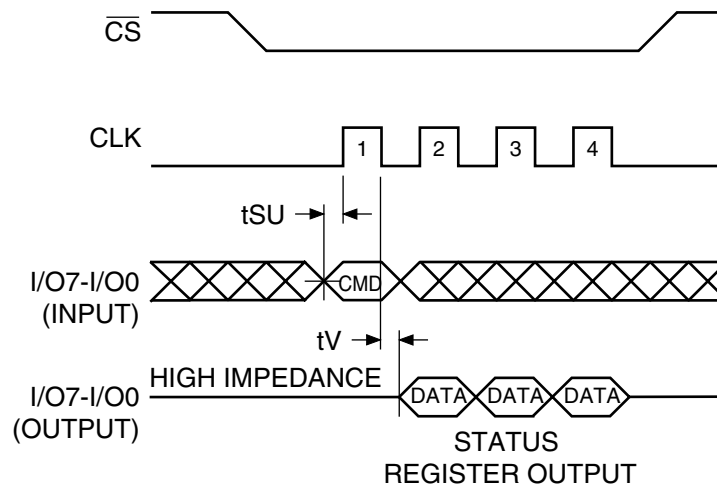 CS
CLK
1 2 3 4
tSU
I/O7-I/O0
(INPUT)
CMD
tV
HIGH IMPEDANCE
I/O7-I/O0
(OUTPUT)
DATA DATA DATA
STATUS
REGISTER OUTPUT